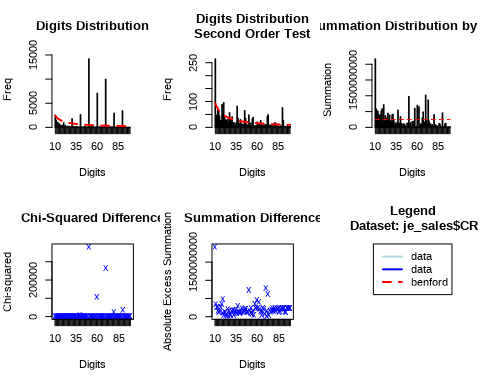 Digits Distribution
Freq
0 5000 15000
10 35 60 85
Digits
Digits Distribution
Second Order Test
Freq
0 50 100 250
10 35 60 85
Digits
ummation Distribution by
Summation
0
10 35 60 85
Digits
Chi-Squared Difference
Chi-squared
0 200000
10 35 60 85
Digits
Summation Difference
Absolute Excess Summation
0
10 35 60 85
Digits
Legend
Dataset: je_sales$CR
data
data
benford